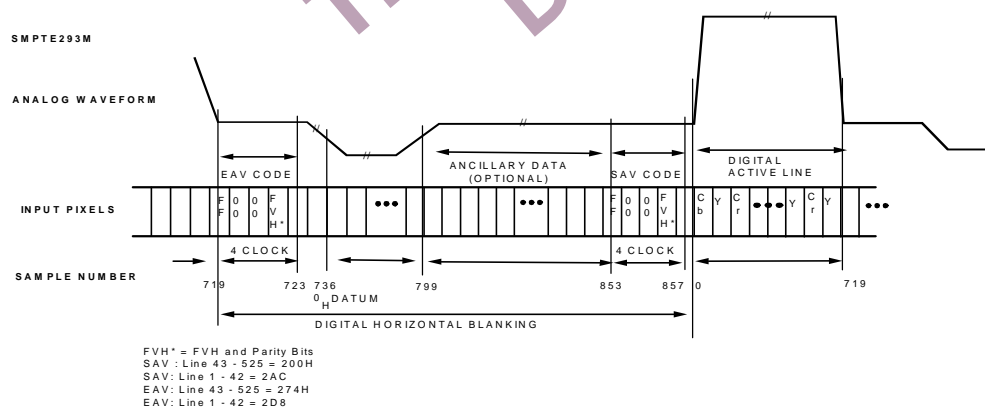 SMPTE293M
ANALOG WAVEFORM
EAV CODE
ANCILLARY DATA
(OPTIONAL)
SAV CODE
DIGITAL
ACTIVE LINE
INPUT PIXELS
F F 0 0 0 0 F V H* F F 0 0 0 0 F V H* C b Y C r Y C r Y
4 CLOCK 4 CLOCK
SAMPLE NUMBER
719 723 736 799 853 857 0 719
0H DATUM
DIGITAL HORIZONTAL BLANKING
FVH* = FVH and Parity Bits
SAV : Line 43 - 525 = 200H
SAV: Line 1 - 42 = 2AC
EAV: Line 43 - 525 = 274H
EAV: Line 1 - 42 = 2D8